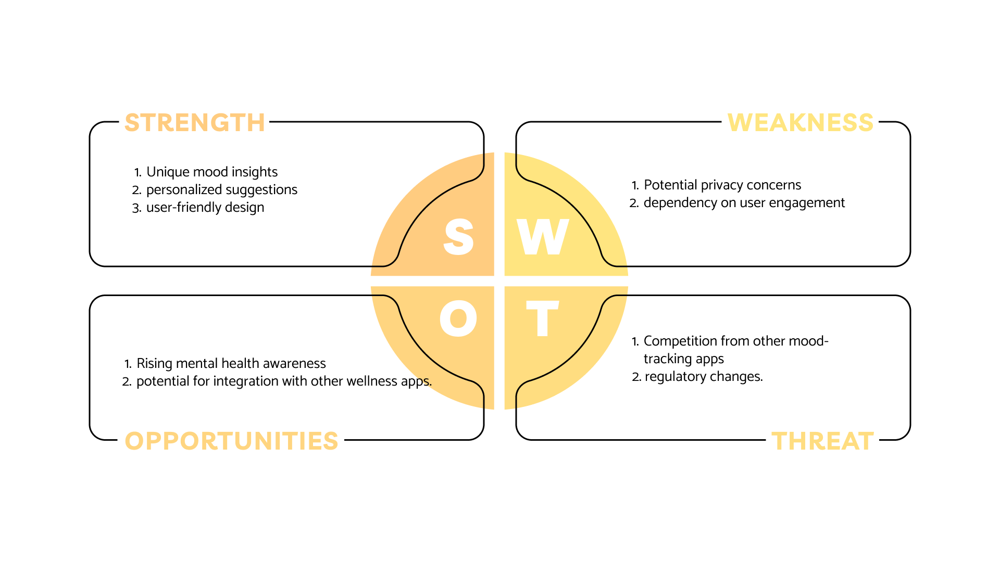 STRENGTH
1. Unique mood insights
2. personalized suggestions
3. user-friendly design
WEAKNESS
1. Potential privacy concerns
2. dependency on user engagement
S
W
O
T
1. Rising mental health awareness
2. potential for integration with other wellness apps.
OPPORTUNITIES
1. Competition from other mood-
tracking apps
2. regulatory changes.
THREAT